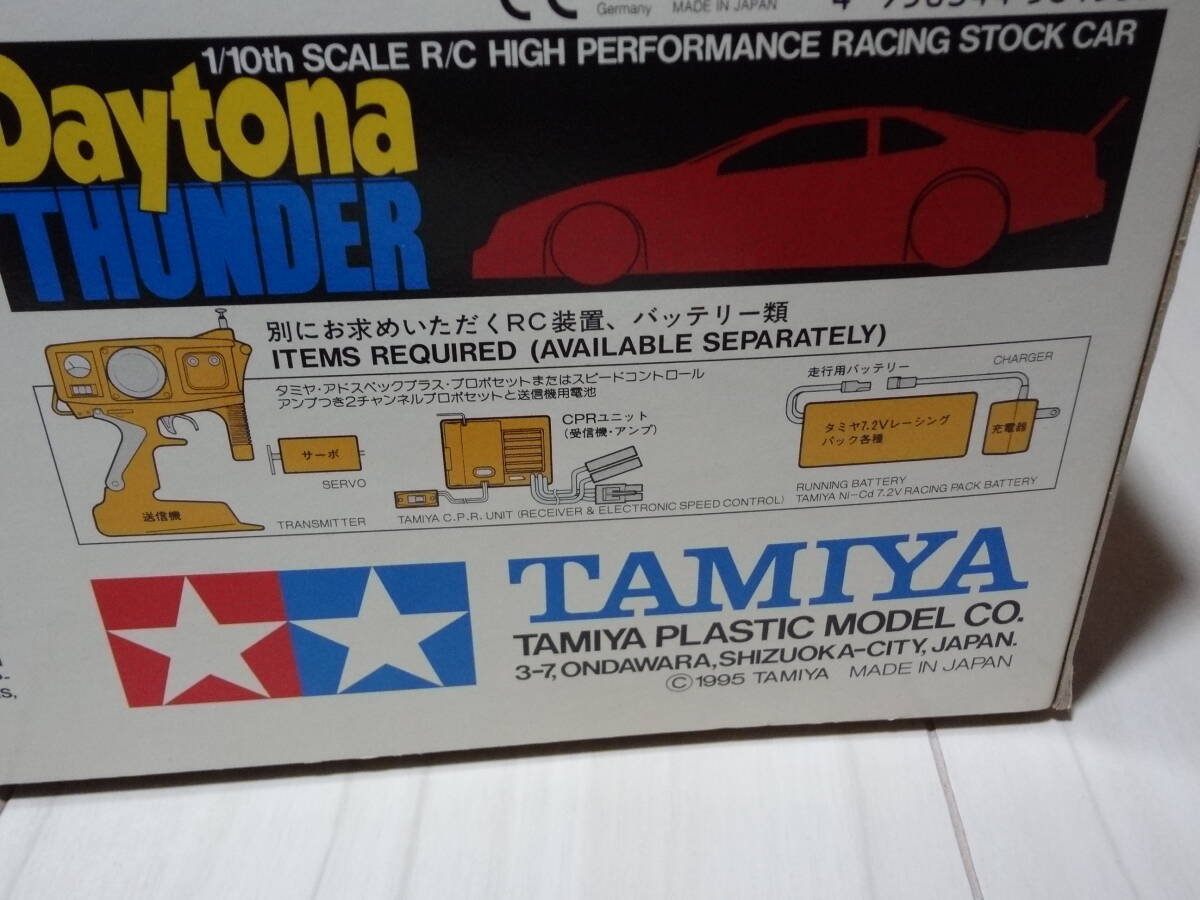 Germany MADE IN JAPAN
1/10th SCALE R/C HIGH PERFORMANCE RACING STOCK CAR
Daytona
THUNDER
別にお求めいただくRC装置、バッテリー類
ITEMS REQUIRED (AVAILABLE SEPARATELY)
タミヤ・アドスペックプラス・プロポセットまたはスピードコントロール
アンプつき2チャンネルプロポセットと送信機用電池
サーボ
SERVO
送信機
TRANSMITTER
CPRユニット
(受信機・アンプ)
TAMIYA C.P.R. UNIT (RECEIVER & ELECTRONIC SPEED CONTROL)
走行用バッテリー
CHARGER
タミヤ7.2Vレーシング
パック各種
充電器
RUNNING BATTERY
TAMIYA Ni-Cd 7.2V RACING PACK BATTERY
TAMIYA
TAMIYA PLASTIC MODEL CO.
3-7, ONDAWARA, SHIZUOKA-CITY, JAPAN.
©1995 TAMIYA MADE IN JAPAN